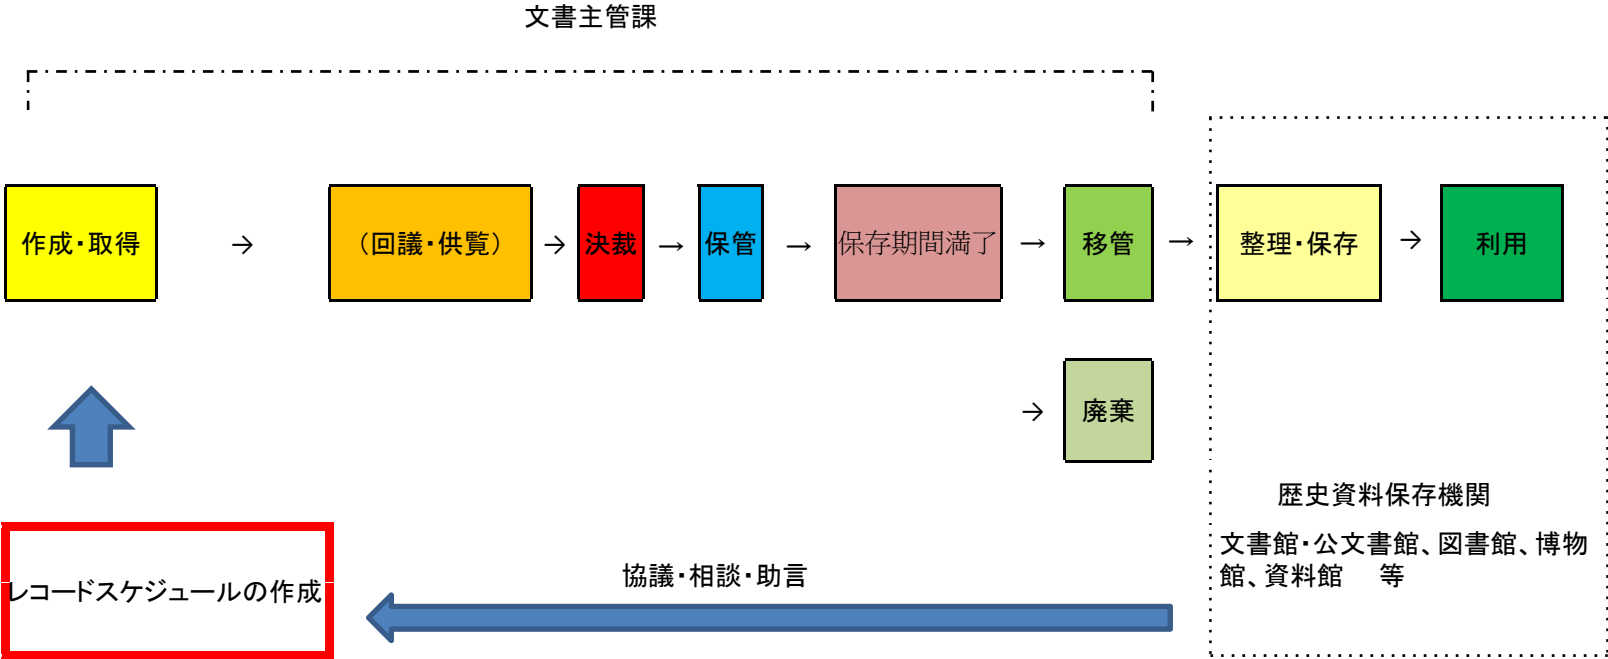 文書主管課
作成・取得 → （回議・供覧） → 決裁 → 保管 → 保存期間満了 → 移管 → 整理・保存 → 利用
→ 廃棄
歴史資料保存機関
文書館・公文書館、図書館、博物
館、資料館　等
協議・相談・助言
レコードスケジュールの作成